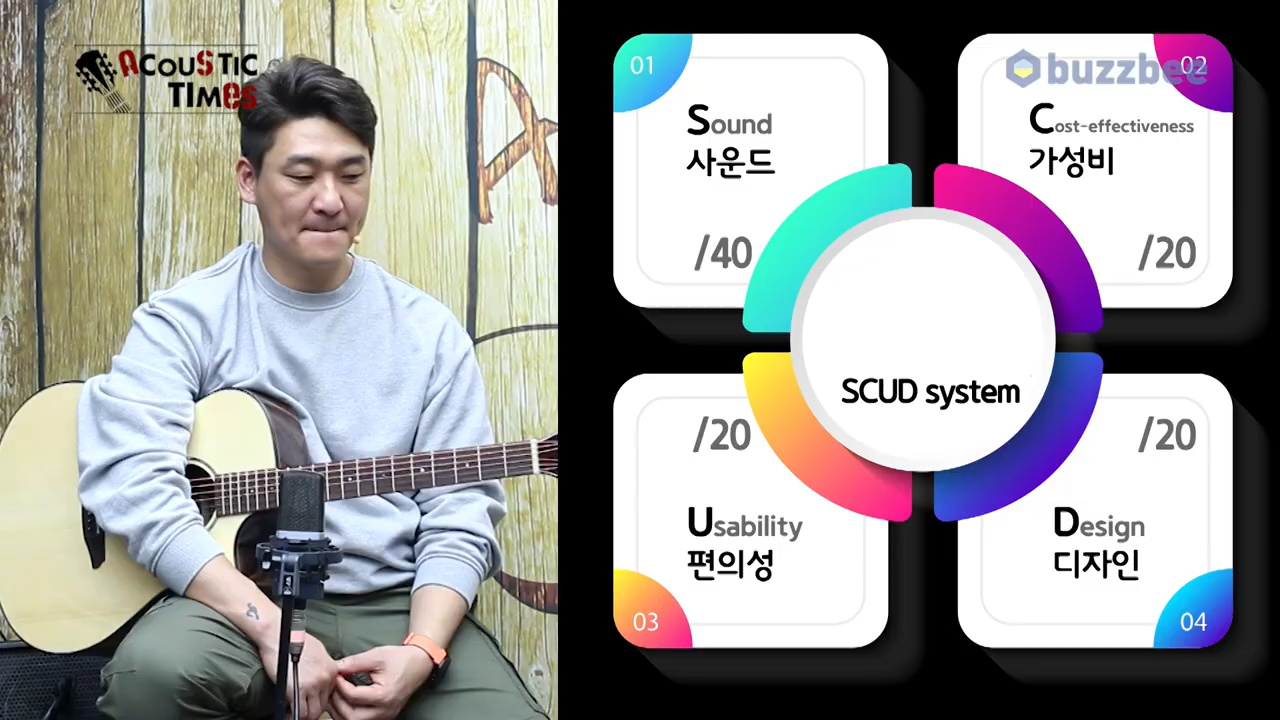 ACOUSTIC
TIMES
01
Sound
사운드
/40
buzzbee
02
Cost-effectiveness
가성비
/20
SCUD system
/20
Usability
편의성
03
/20
Design
디자인
04